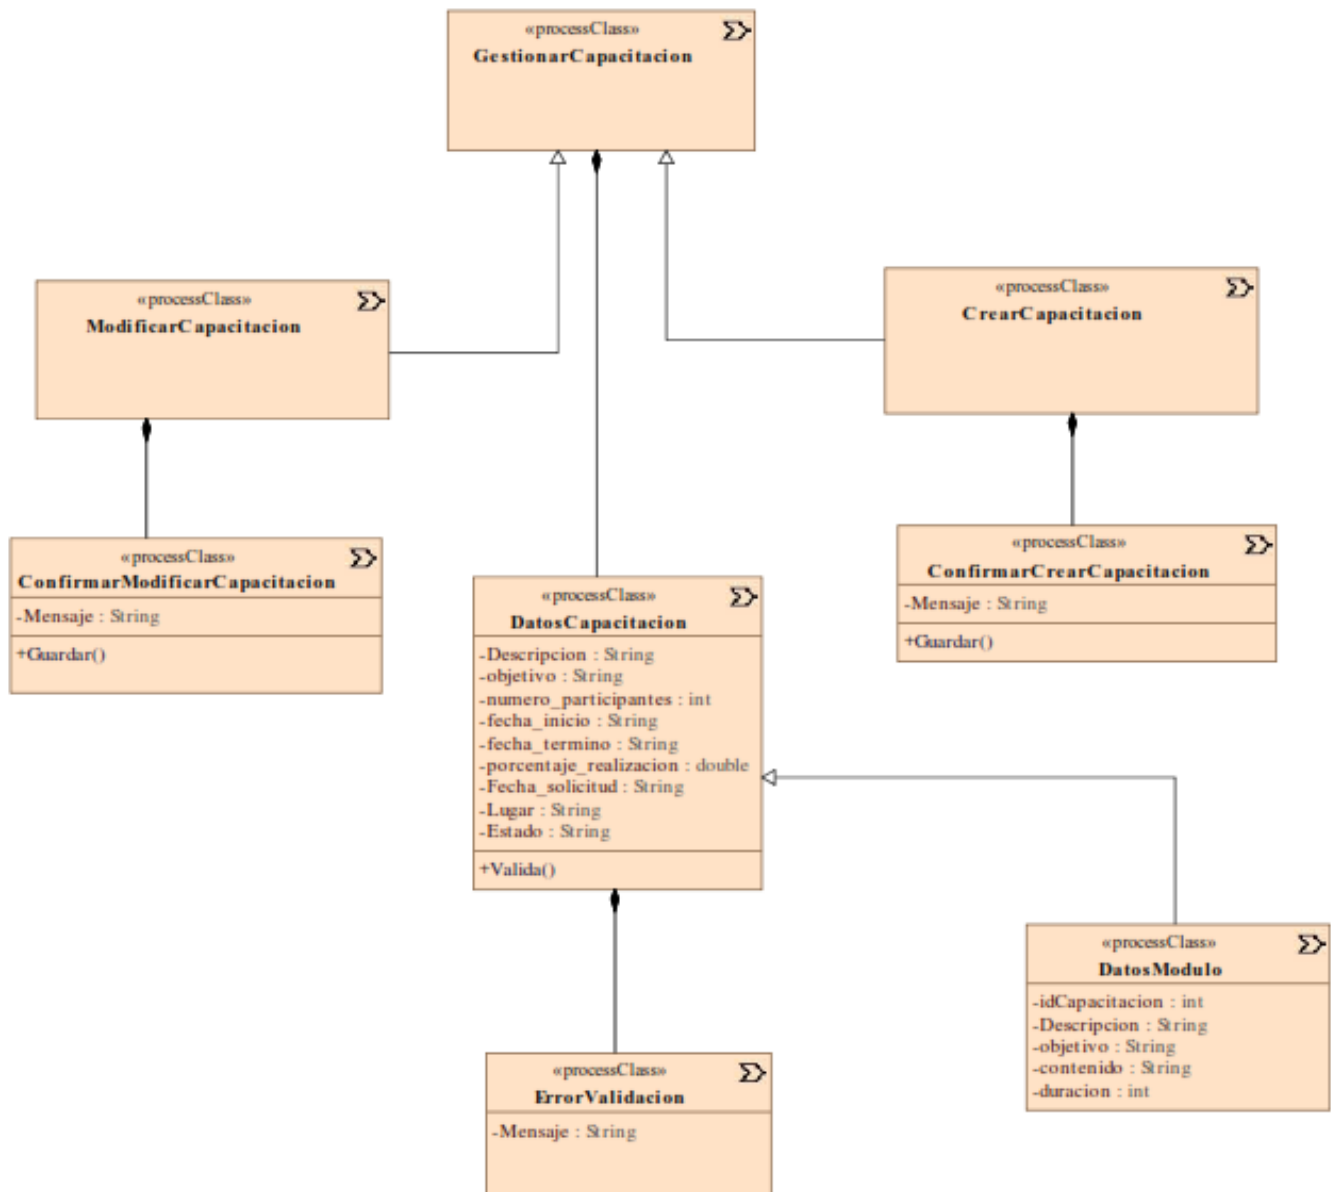 «processClass»
GestionarCapacitacion
«processClass»
ModificarCapacitacion
«processClass»
CrearCapacitacion
«processClass»
ConfirmarModificarCapacitacion
-Mensaje : String
+Guardar()
«processClass»
DatosCapacitacion
-Descripcion : String
-objetivo : String
-numero_participantes : int
-fecha_inicio : String
-fecha_termino : String
-porcentaje_realizacion : double
-Fecha_solicitud : String
-Lugar : String
-Estado : String
+Valida()
«processClass»
ConfirmarCrearCapacitacion
-Mensaje : String
+Guardar()
«processClass»
DatosModulo
-idCapacitacion : int
-Descripcion : String
-objetivo : String
-contenido : String
-duracion : int
«processClass»
ErrorValidacion
-Mensaje : String